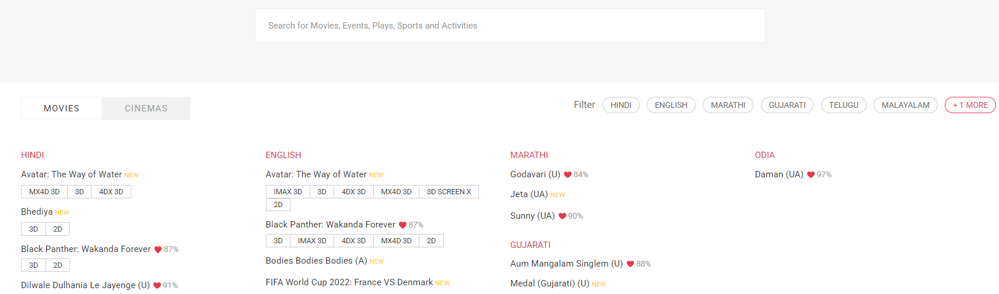 Search for Movies, Events, Plays, Sports and Activities
MOVIES CINEMAS
Filter HINDI ENGLISH MARATHI GUJARATI TELUGU MALAYALAM + 1 MORE
HINDI
Avatar: The Way of Water NEW
MX4D 3D 3D 4DX 3D
Bhediya NEW
3D 2D
Black Panther: Wakanda Forever 87%
3D 2D
Dilwale Dulhania Le Jayenge (U) 91%
ENGLISH
Avatar: The Way of Water NEW
IMAX 3D 3D 4DX 3D MX4D 3D 3D SCREEN X
2D
Black Panther: Wakanda Forever 87%
3D IMAX 3D 4DX 3D MX4D 3D 2D
Bodies Bodies Bodies (A) NEW
FIFA World Cup 2022: France VS Denmark NEW
MARATHI
Godavari (U) 84%
Jeta (UA) NEW
Sunny (UA) 90%
GUJARATI
Aum Mangalam Singlem (U) 88%
Medal (Gujarati) (U) NEW
ODIA
Daman (UA) 97%